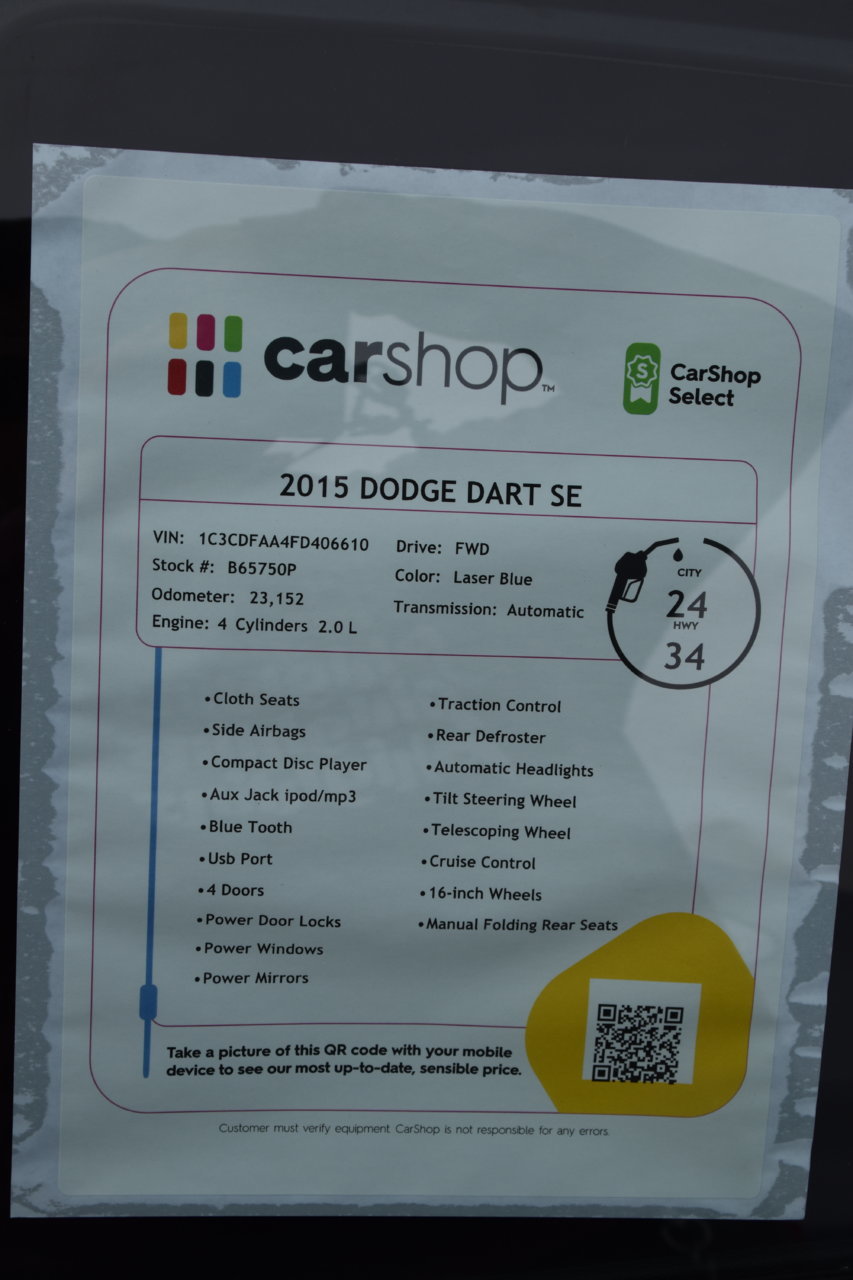 carshop™
CarShop
Select
2015 DODGE DART SE
VIN: 1C3CDFAA4FD406610
Stock #: B65750P
Odometer: 23,152
Engine: 4 Cylinders 2.0 L
Drive: FWD
Color: Laser Blue
Transmission: Automatic
CITY
24
HWY
34
•Cloth Seats
•Side Airbags
•Compact Disc Player
•Aux Jack ipod/mp3
•Blue Tooth
•Usb Port
•4 Doors
•Power Door Locks
•Power Windows
•Power Mirrors
•Traction Control
•Rear Defroster
•Automatic Headlights
•Tilt Steering Wheel
•Telescoping Wheel
•Cruise Control
•16-inch Wheels
•Manual Folding Rear Seats
Take a picture of this QR code with your mobile
device to see our most up-to-date, sensible price.
Customer must verify equipment. CarShop is not responsible for any errors.